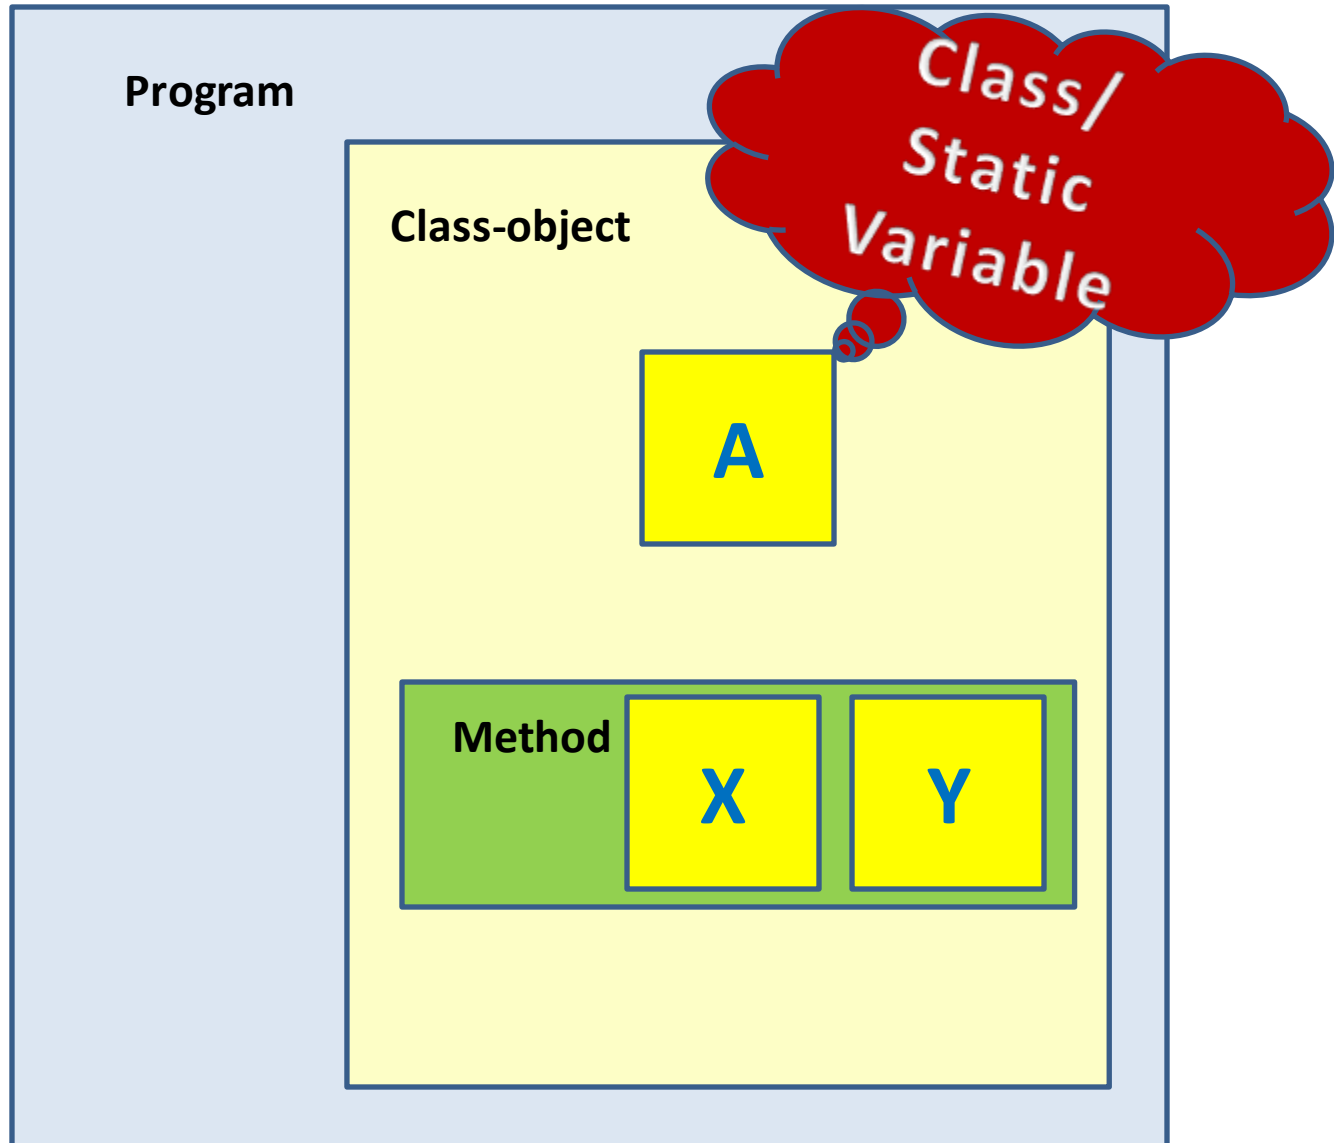 Program
Class/
Static
Variable
Class-object
A
Method
X
Y